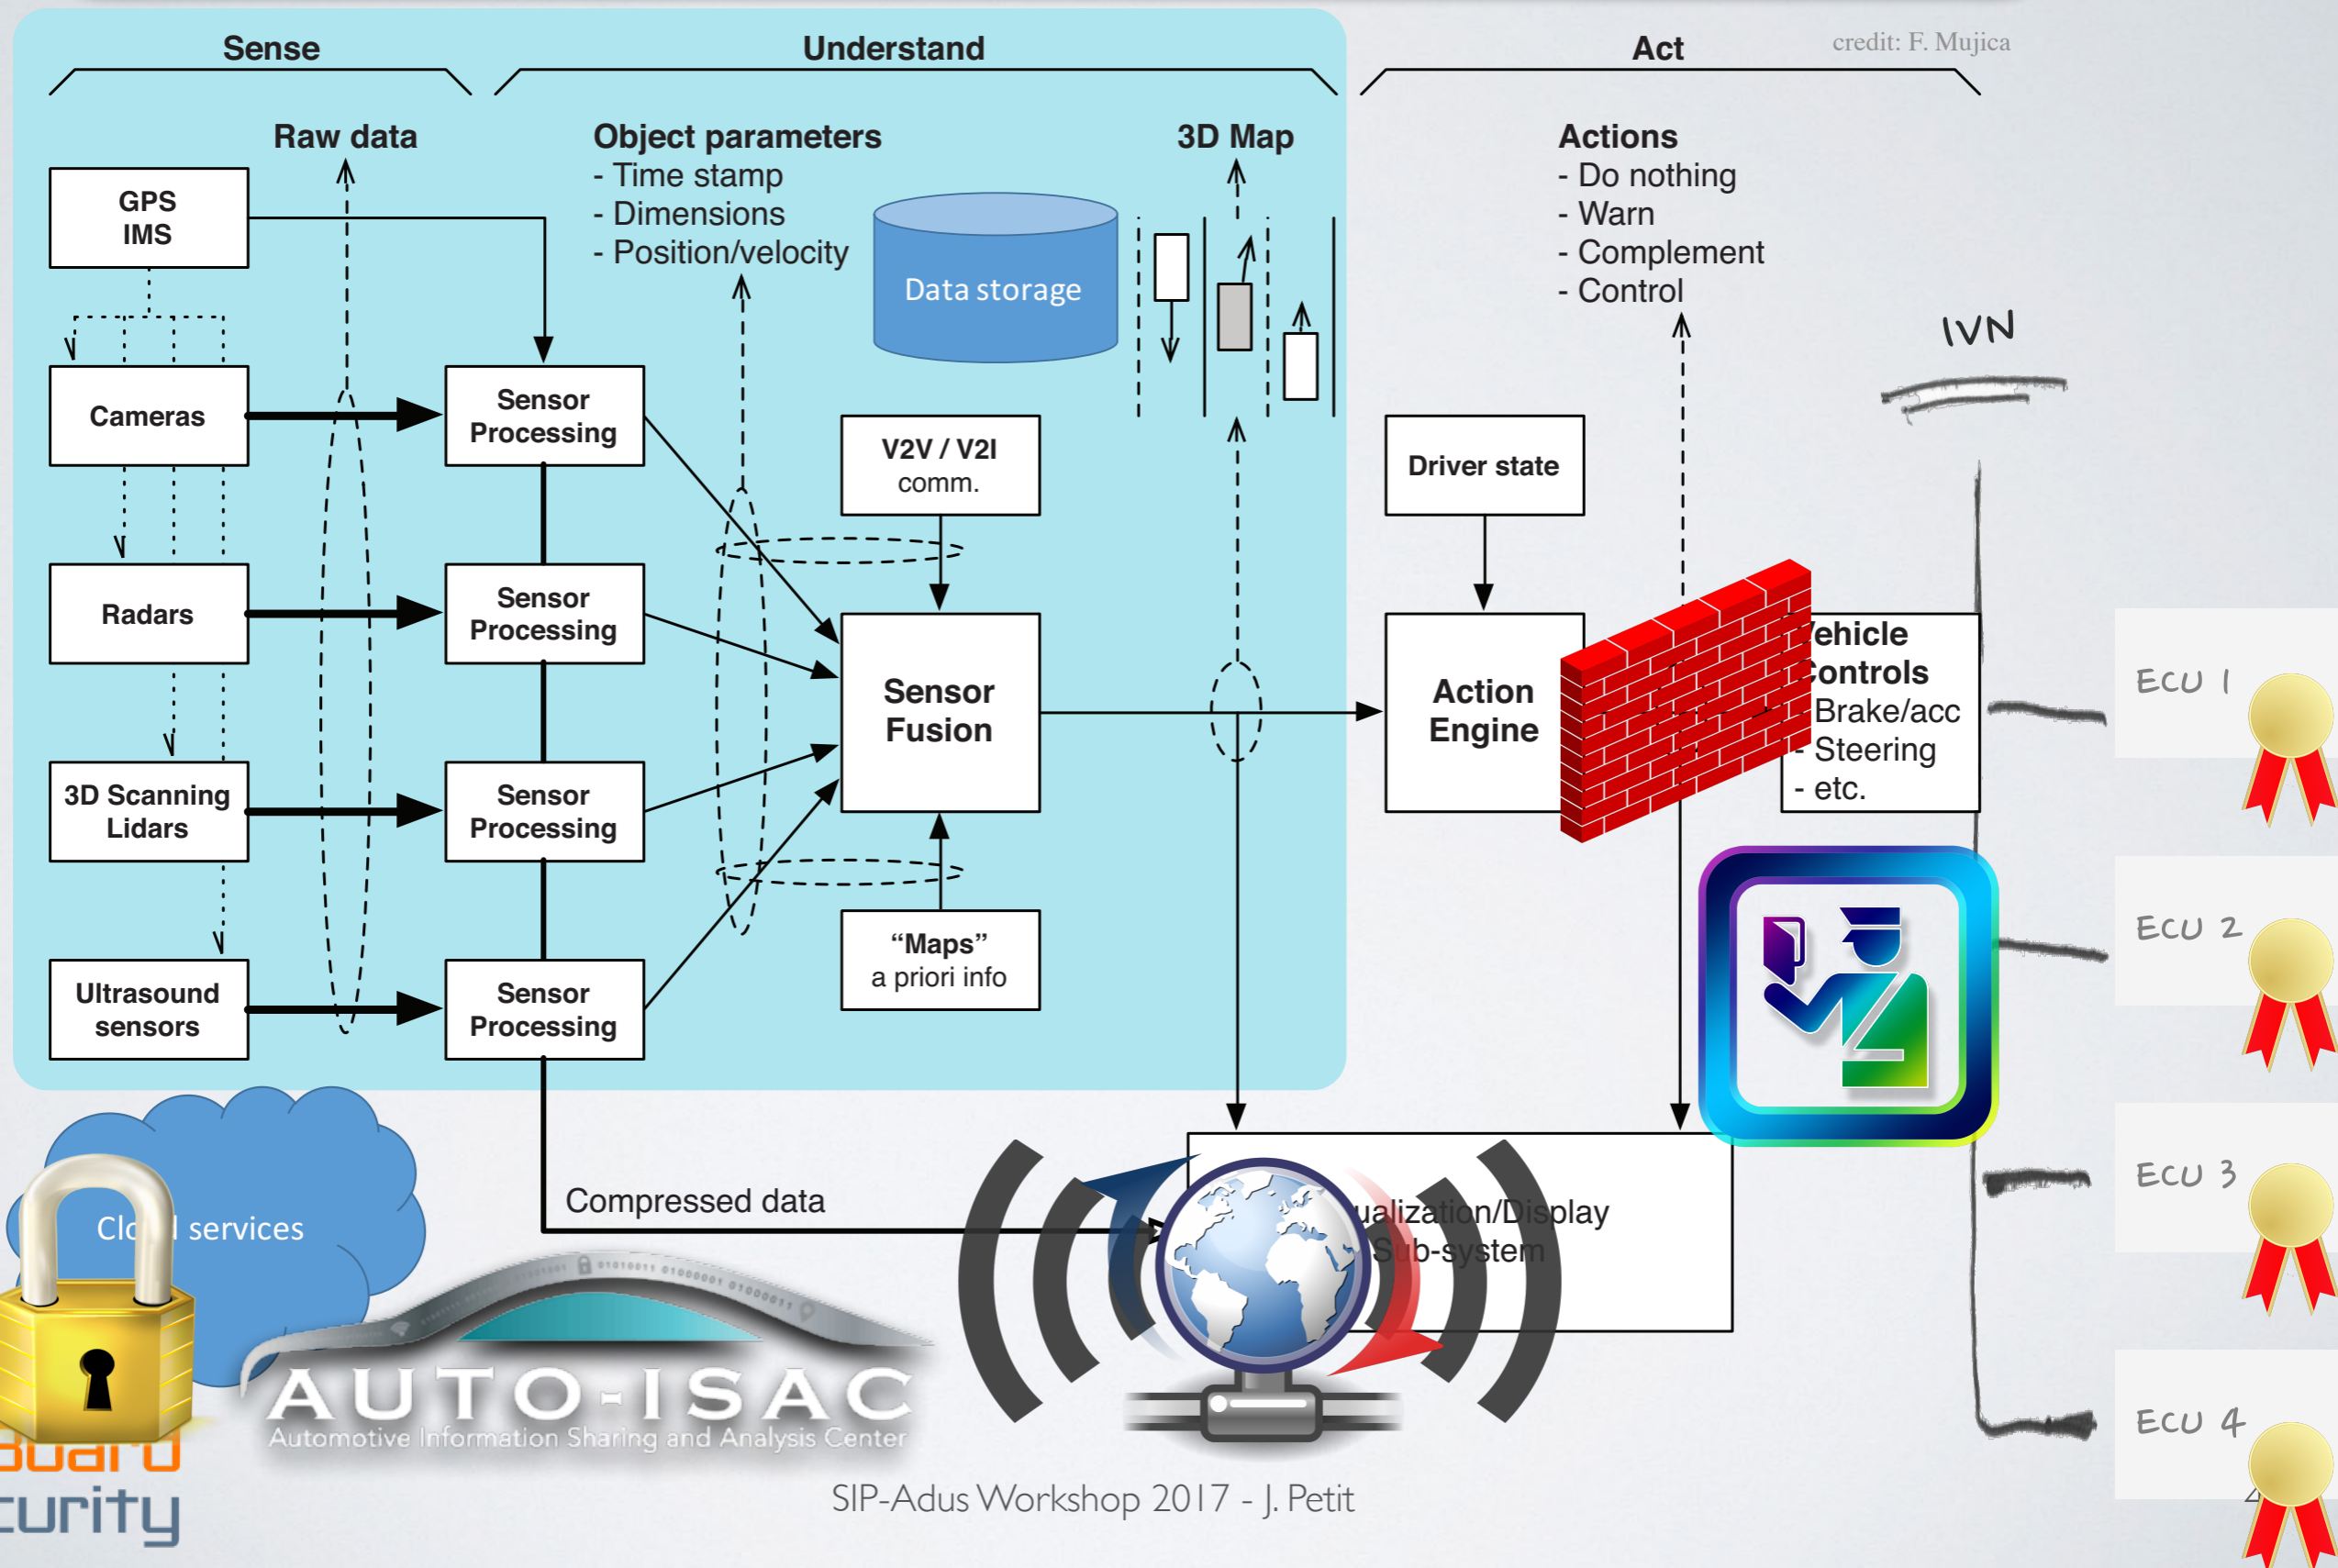 Sense
Understand
Act
credit: F. Mujica
Raw data
Object parameters
- Time stamp
- Dimensions
- Position/velocity
3D Map
Actions
- Do nothing
- Warn
- Complement
- Control
GPS
IMS
Data storage
IVN
Cameras
Sensor
Processing
V2V / V2I
comm.
Driver state
Radars
Sensor
Processing
Sensor
Fusion
Action
Engine
ehicle
ontrols
Brake/acc
- Steering
- etc.
ECU 1
3D Scanning
Lidars
Sensor
Processing
ECU 2
"Maps"
a priori info
Ultrasound
sensors
Sensor
Processing
ECU 3
Compressed data
ualization/Display
Sub-system
services
AUTO-ISAC
Automotive Information Sharing and Analysis Center
ECU 4
curity
SIP-Adus Workshop 2017 - J. Petit